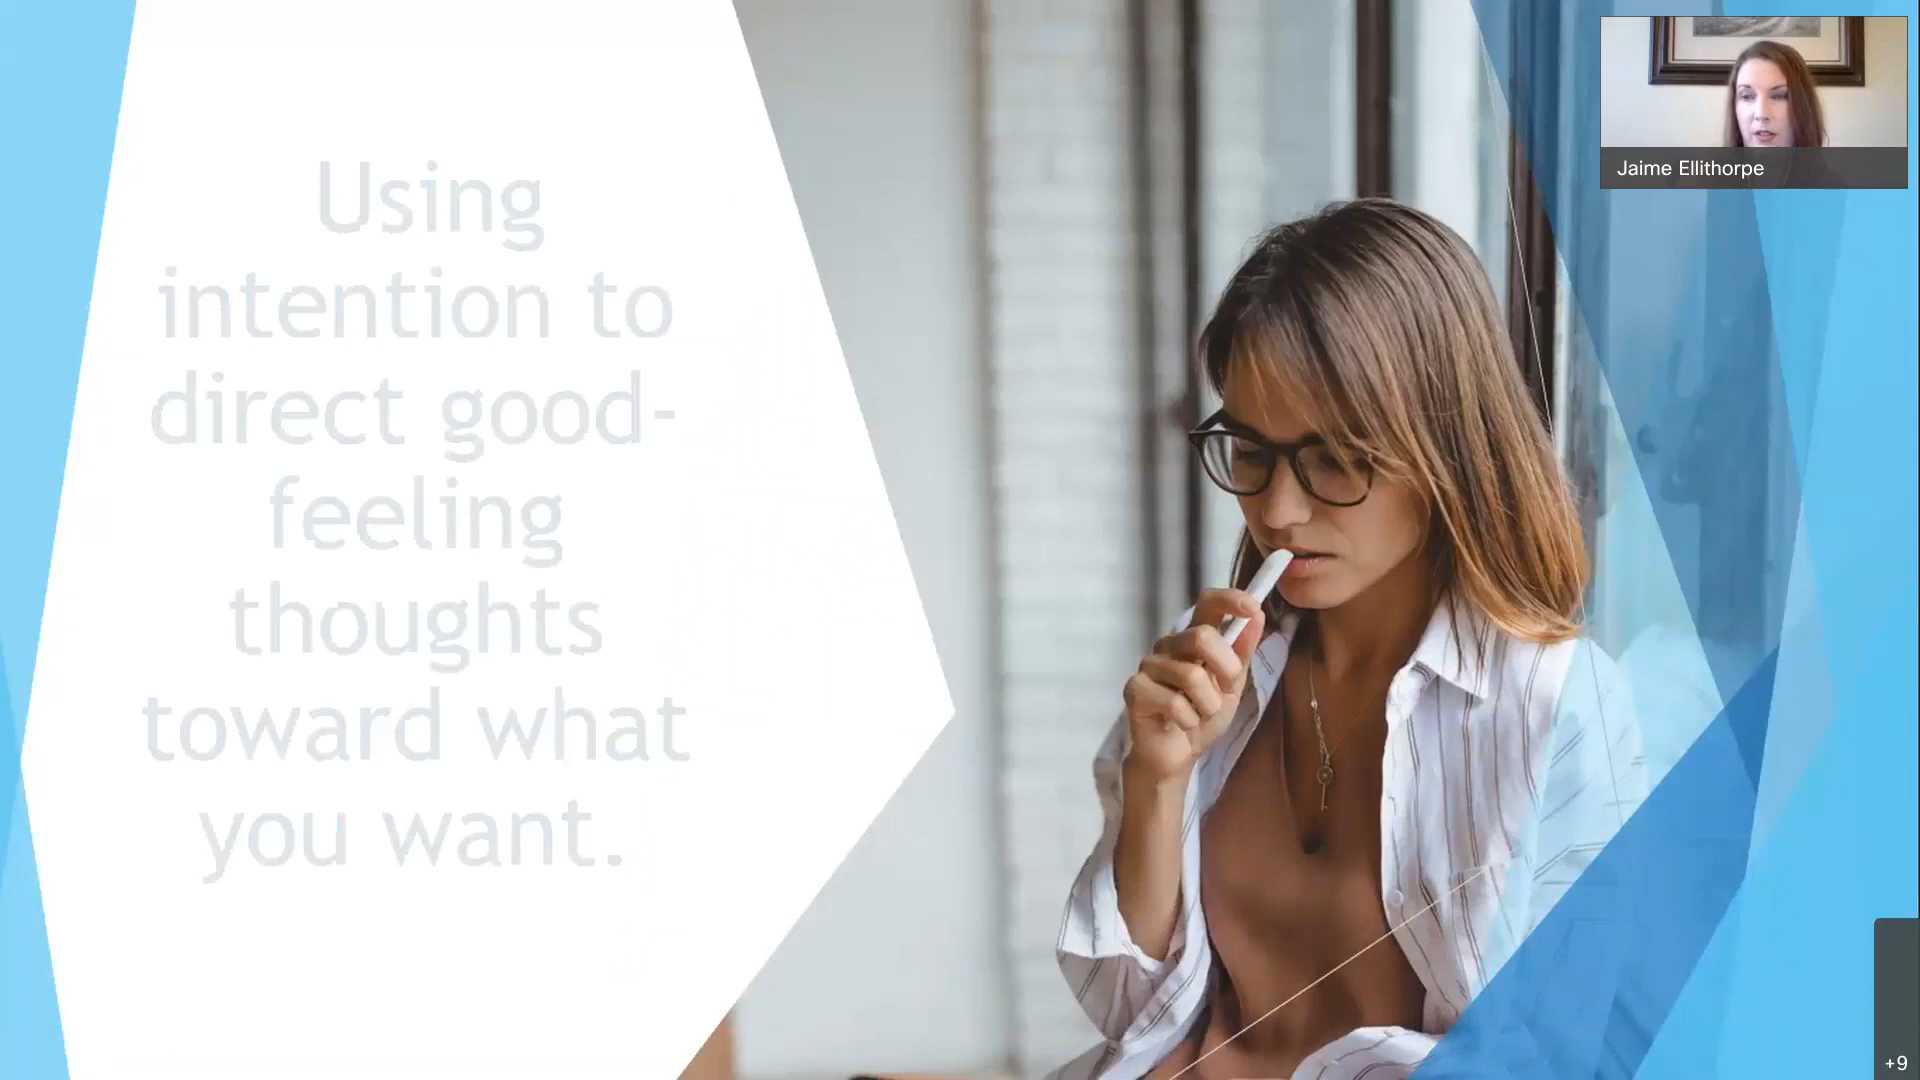 Using
intention to
direct good-
feeling
thoughts
toward what
you want.
Jaime Ellithorpe
+9